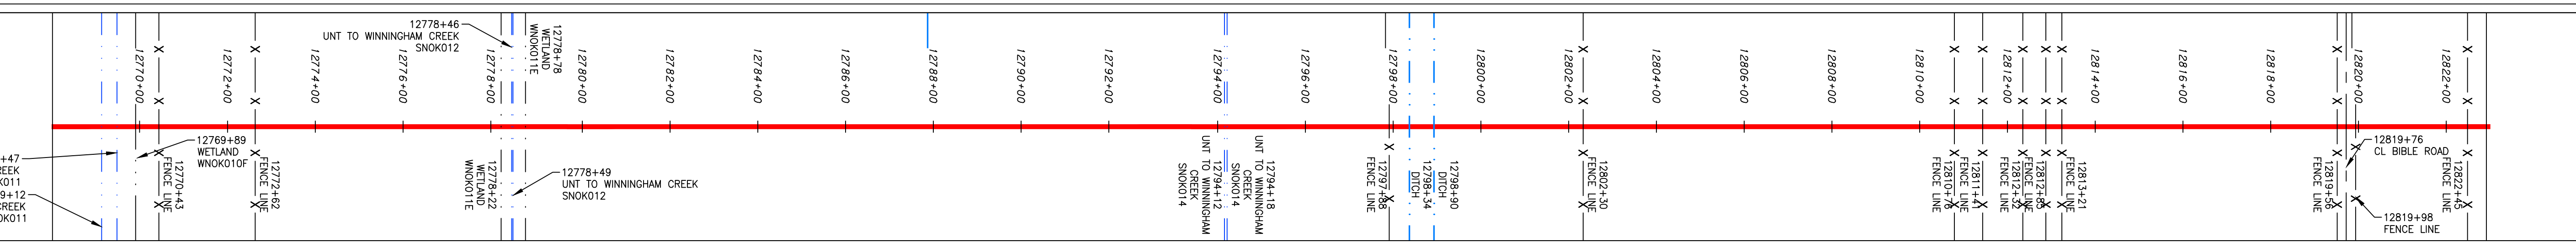 12778+46
UNT TO WINNINGHAM CREEK
SNOK012
12778+78
WETLAND
WNOK011E
12770+00
12772+00
12774+00
12776+00
12778+00
12780+00
12782+00
12784+00
12786+00
12788+00
12790+00
12792+00
12794+00
12796+00
12798+00
12800+00
12802+00
12804+00
12806+00
12808+00
12810+00
12812+00
12814+00
12816+00
12818+00
12820+00
12822+00
+47
REEK
K011
9+12
CREEK
OK011
12769+89
WETLAND
WNOK010F
12770+43
FENCE LINE
12772+62
FENCE LINE
12778+22
WETLAND
WNOK011E
12778+49
UNT TO WINNINGHAM CREEK
SNOK012
12794+12
UNT TO WINNINGHAM
CREEK
SNOK014
12794+18
UNT TO WINNINGHAM
CREEK
SNOK014
12797+88
FENCE LINE
12798+34
DITCH
12798+90
DITCH
12802+30
FENCE LINE
12810+76
FENCE LINE
12811+41
FENCE LINE
12812+32
FENCE LINE
12812+85
FENCE LINE
12813+21
FENCE LINE
12819+56
FENCE LINE
12819+76
CL BIBLE ROAD
12819+98
FENCE LINE
12822+45
FENCE LINE